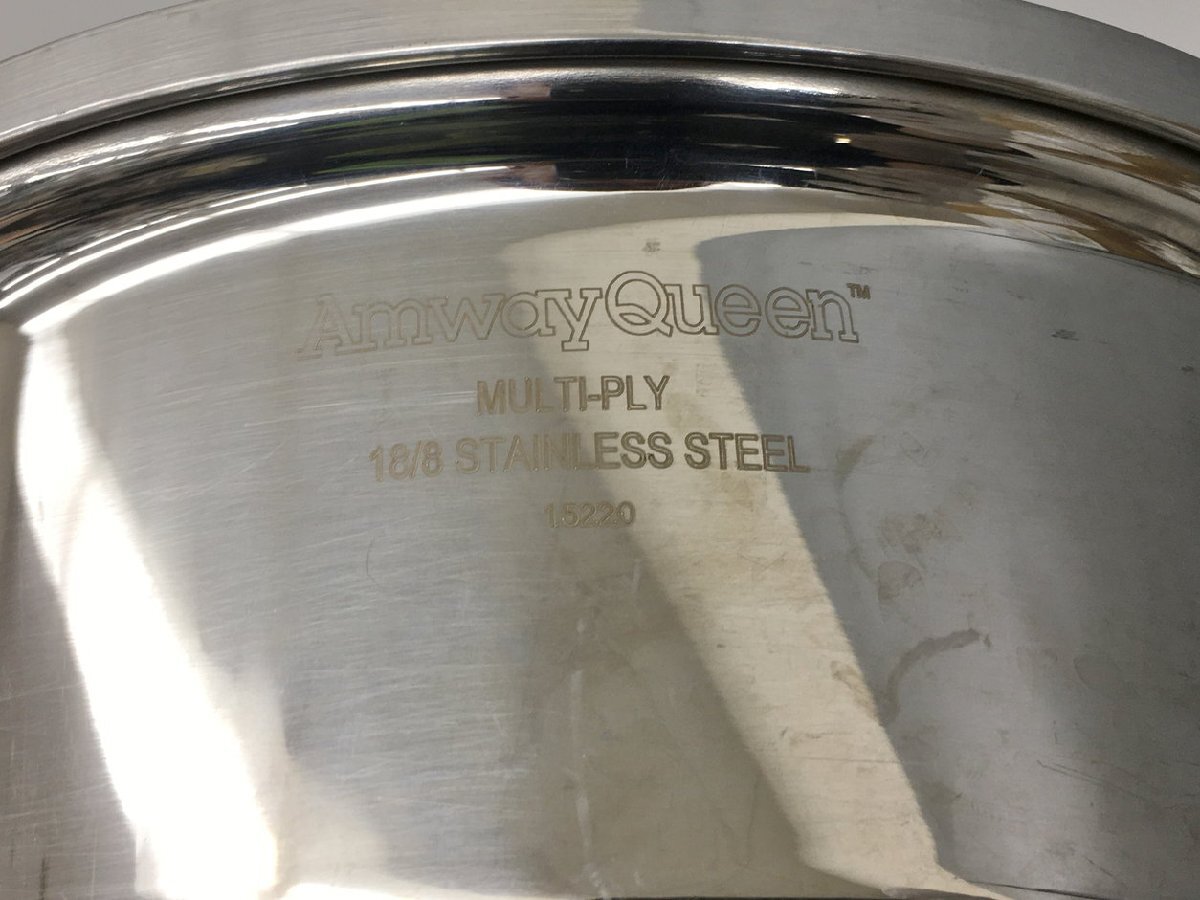 AmwayQueen™
MULTI-PLY
18/8 STAINLESS STEEL
15220